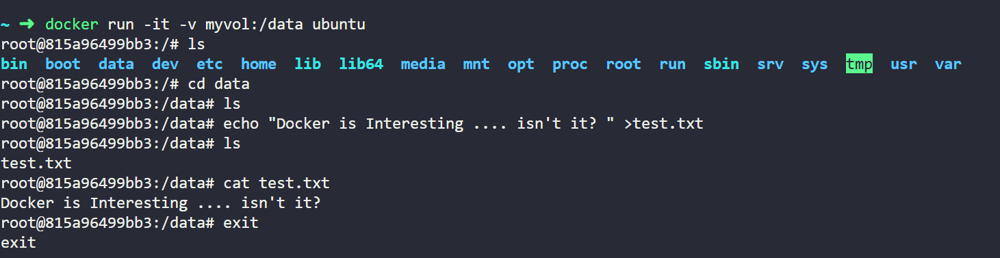 ~ ➜ docker run -it -v myvol:/data ubuntu
root@815a96499bb3:/# ls
bin boot data dev etc home lib lib64 media mnt opt proc root run sbin srv sys tmp usr var
root@815a96499bb3:/# cd data
root@815a96499bb3:/data# ls
root@815a96499bb3:/data# echo "Docker is Interesting .... isn't it? " >test.txt
root@815a96499bb3:/data# ls
test.txt
root@815a96499bb3:/data# cat test.txt
Docker is Interesting .... isn't it?
root@815a96499bb3:/data# exit
exit